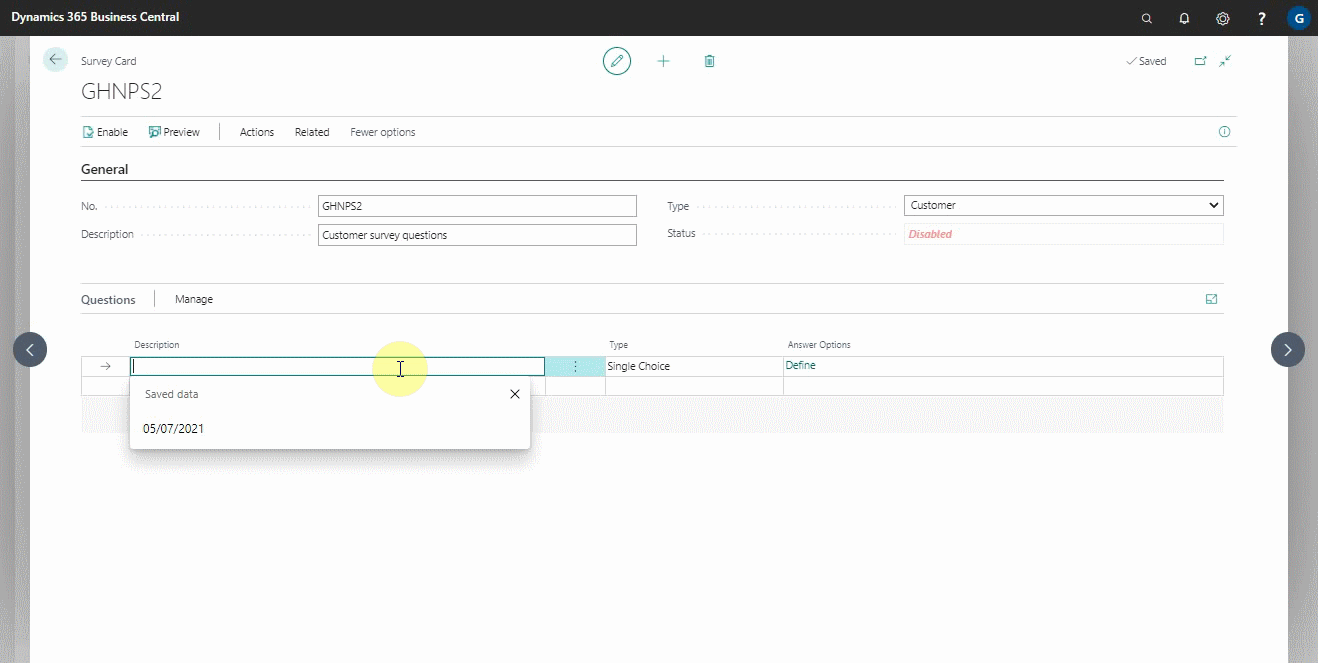 Dynamics 365 Business Central
?
G
Survey Card
Saved
GHNPS2
Enable Preview Actions Related Fewer options
General
No. GHNPS2 Type Customer
Description Customer survey questions Status Disabled
Questions Manage
Description Type Answer Options
Single Choice Define
Saved data
05/07/2021